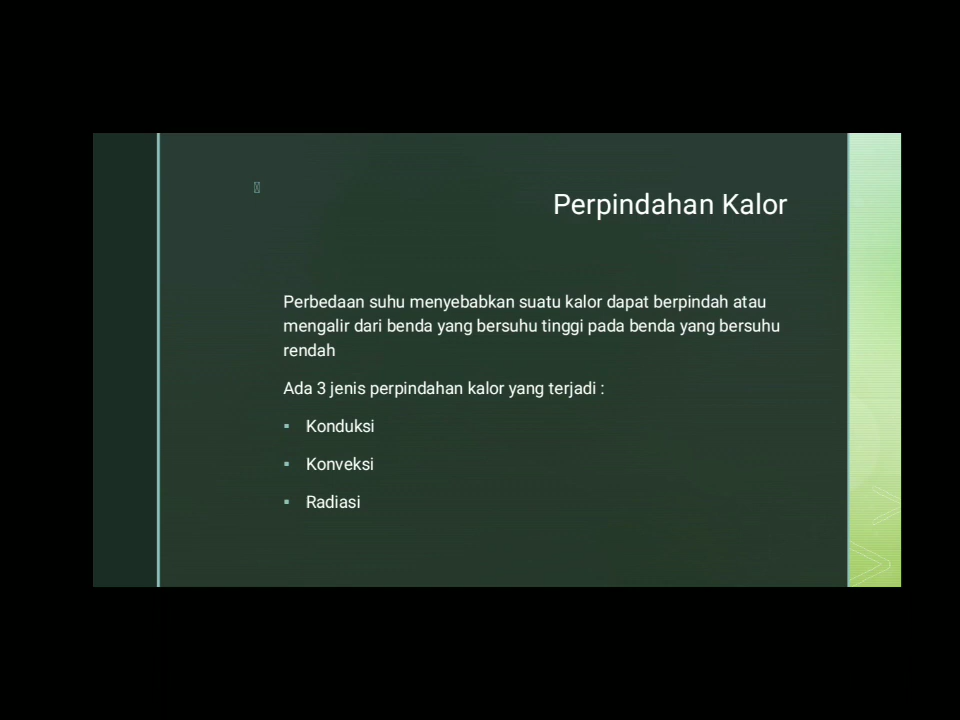 Perpindahan Kalor
Perbedaan suhu menyebabkan suatu kalor dapat berpindah atau
mengalir dari benda yang bersuhu tinggi pada benda yang bersuhu
rendah
Ada 3 jenis perpindahan kalor yang terjadi :
▪ Konduksi
▪ Konveksi
▪ Radiasi